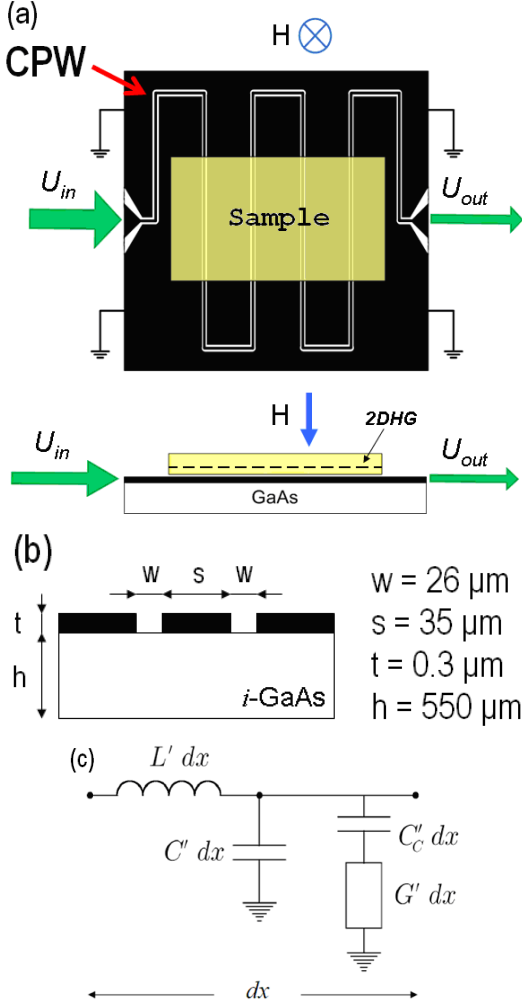 (a)
H
CPW
U_in
U_out
Sample
H
2DHG
U_in
U_out
GaAs
(b)
w s w
w = 26 µm
t
s = 35 µm
t = 0.3 µm
h
i-GaAs
h = 550 µm
(c)
L′ dx
C′ dx
C′_C dx
G′ dx
dx